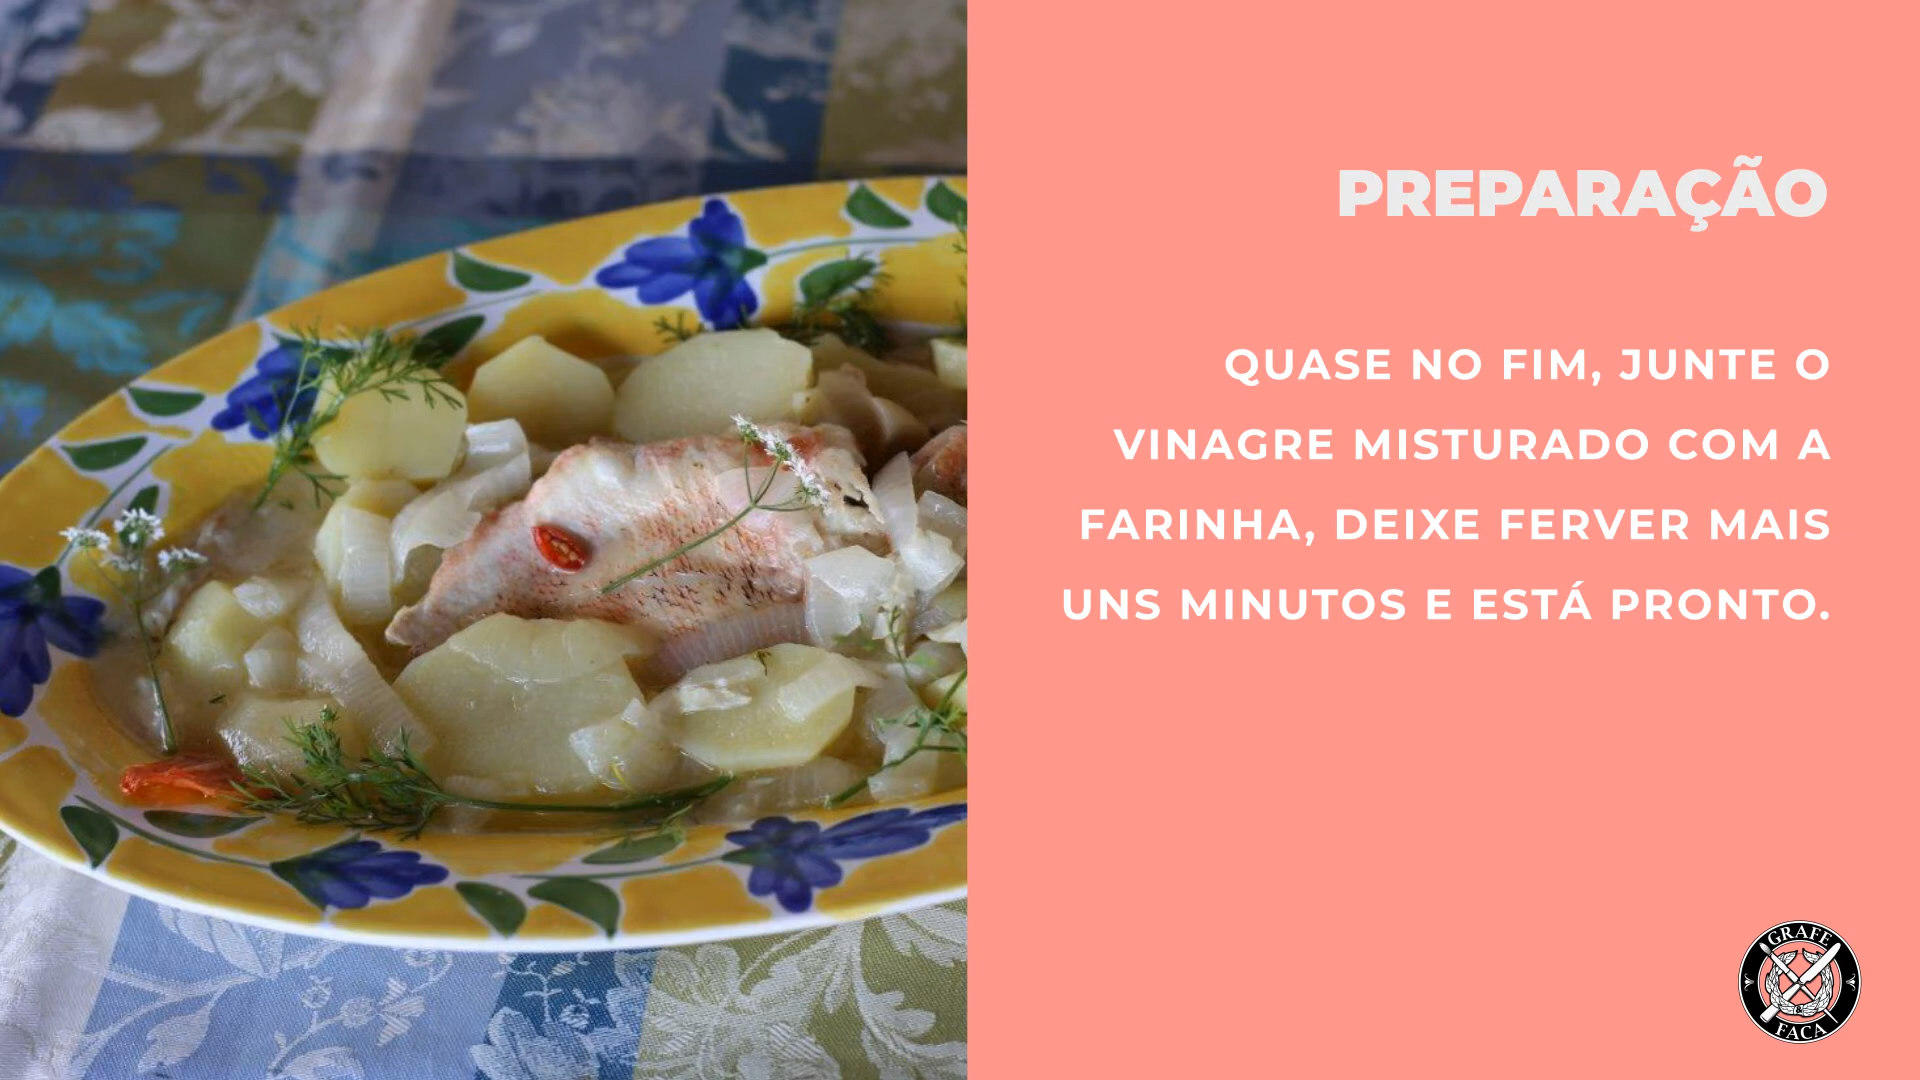 PREPARAÇÃO
QUASE NO FIM, JUNTE O
VINAGRE MISTURADO COM A
FARINHA, DEIXE FERVER MAIS
UNS MINUTOS E ESTÁ PRONTO.
GRAFE
FACA